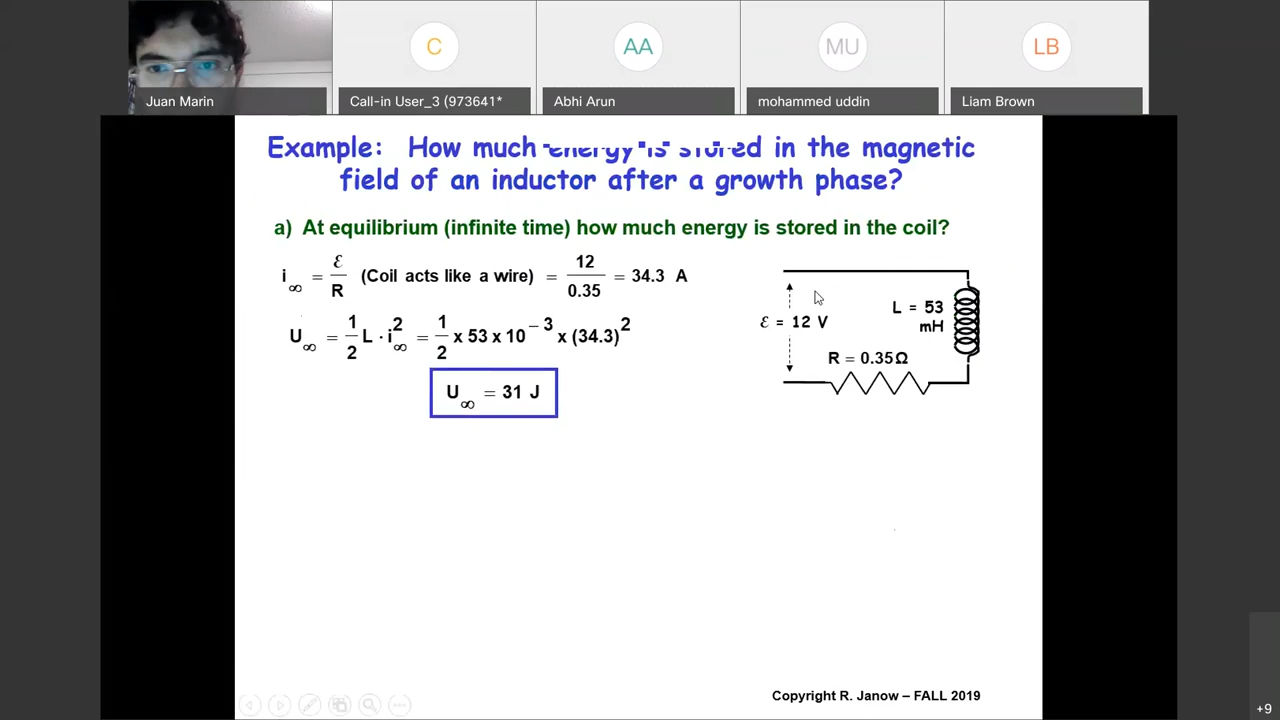 C
AA
MU
LB
Juan Marin
Call-in User_3 (973641*
Abhi Arun
mohammed uddin
Liam Brown
Example: How much energy is stored in the magnetic
field of an inductor after a growth phase?
a) At equilibrium (infinite time) how much energy is stored in the coil?
i∞ = ℰ/R (Coil acts like a wire) = 12/0.35 = 34.3 A
U∞ = 1/2 L · i∞² = 1/2 x 53 x 10⁻³ x (34.3)²
U∞ = 31 J
L = 53
mH
ℰ = 12 V
R = 0.35Ω
Copyright R. Janow – FALL 2019
+9